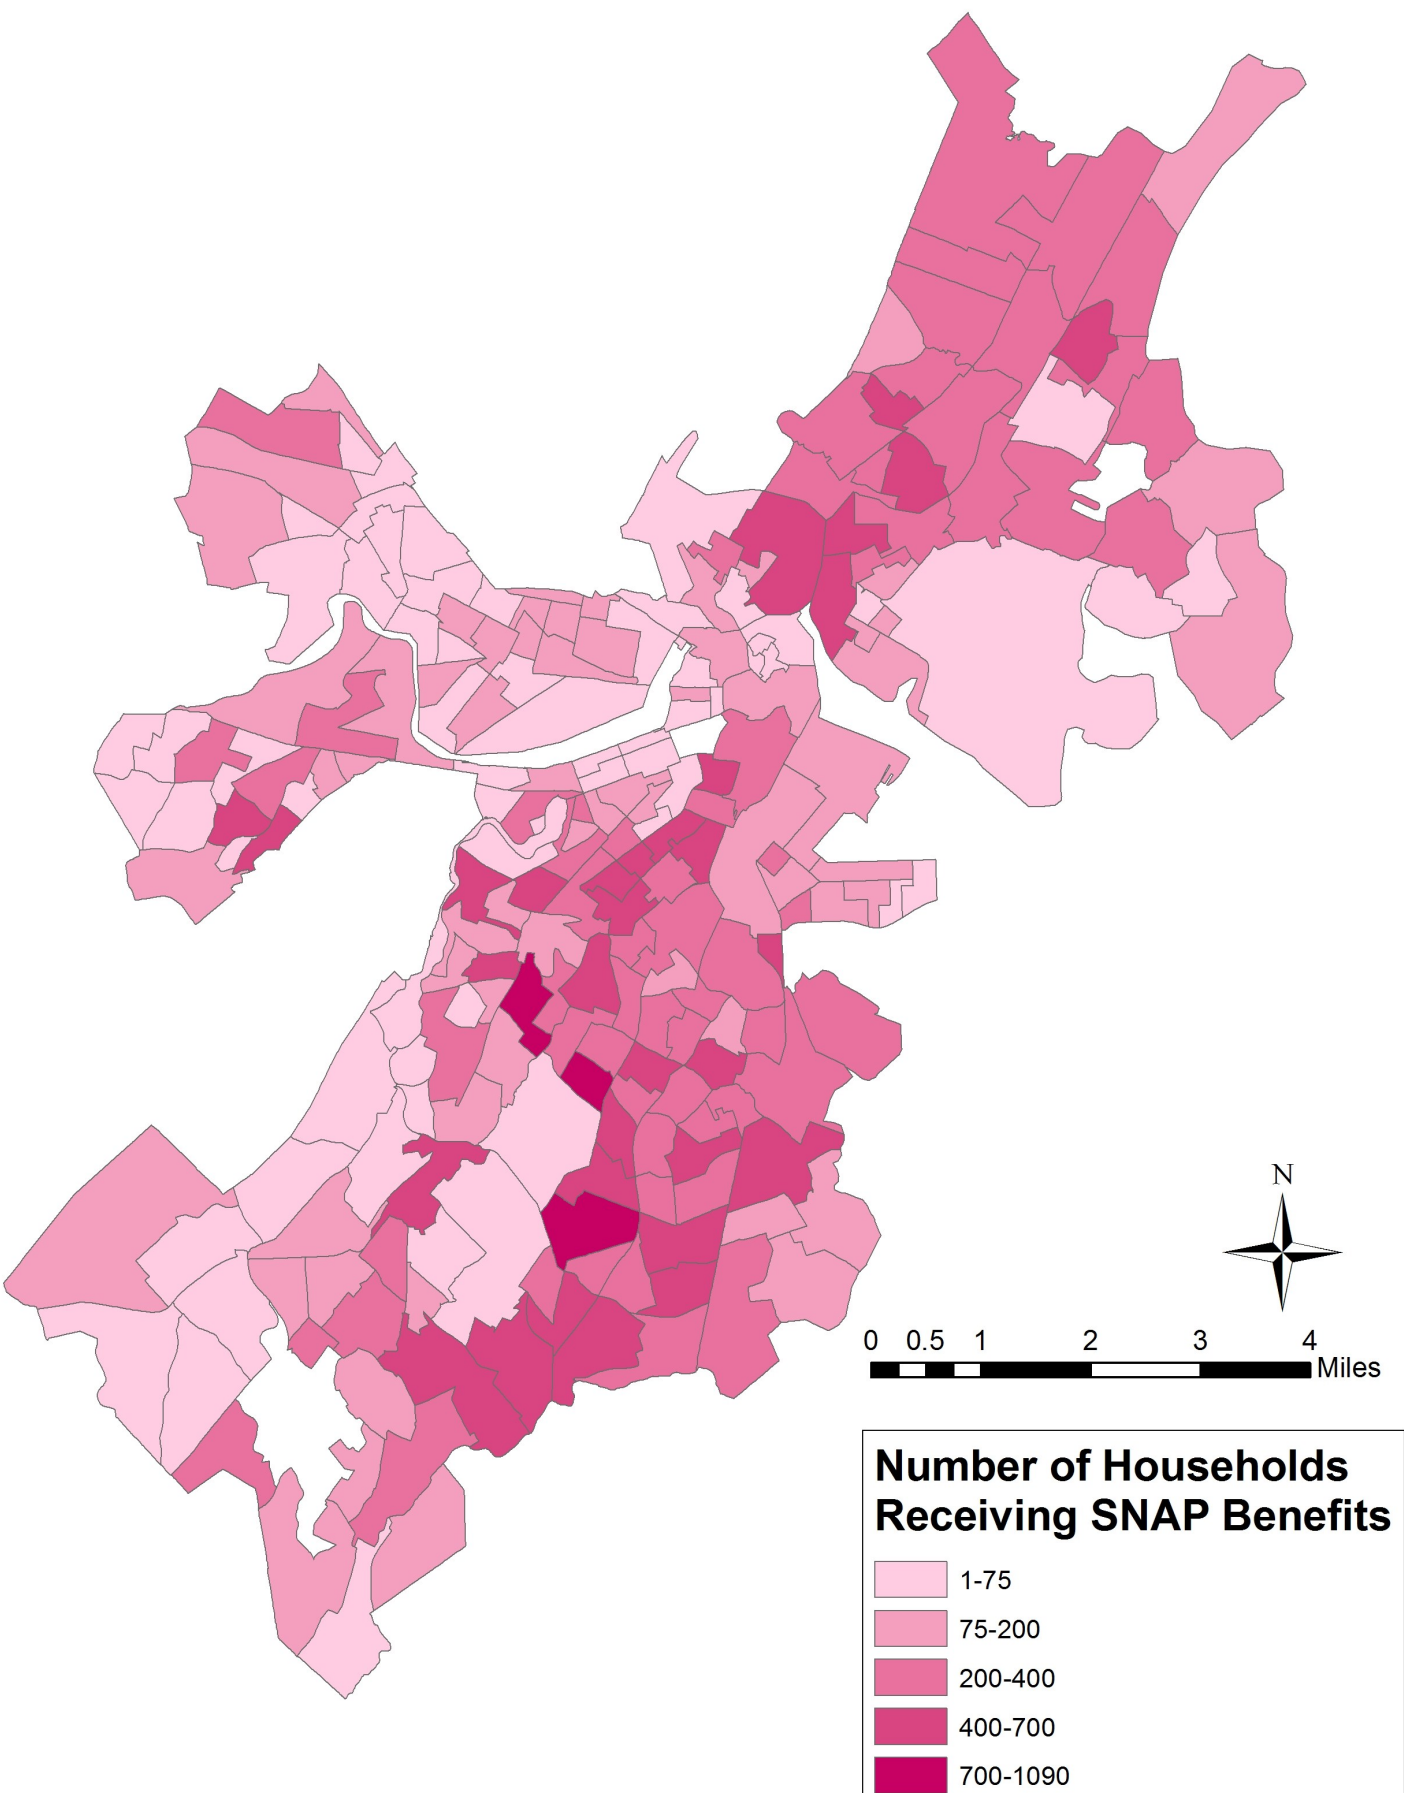 N
0 0.5 1 2 3 4
Miles
Number of Households
Receiving SNAP Benefits
1-75
75-200
200-400
400-700
700-1090